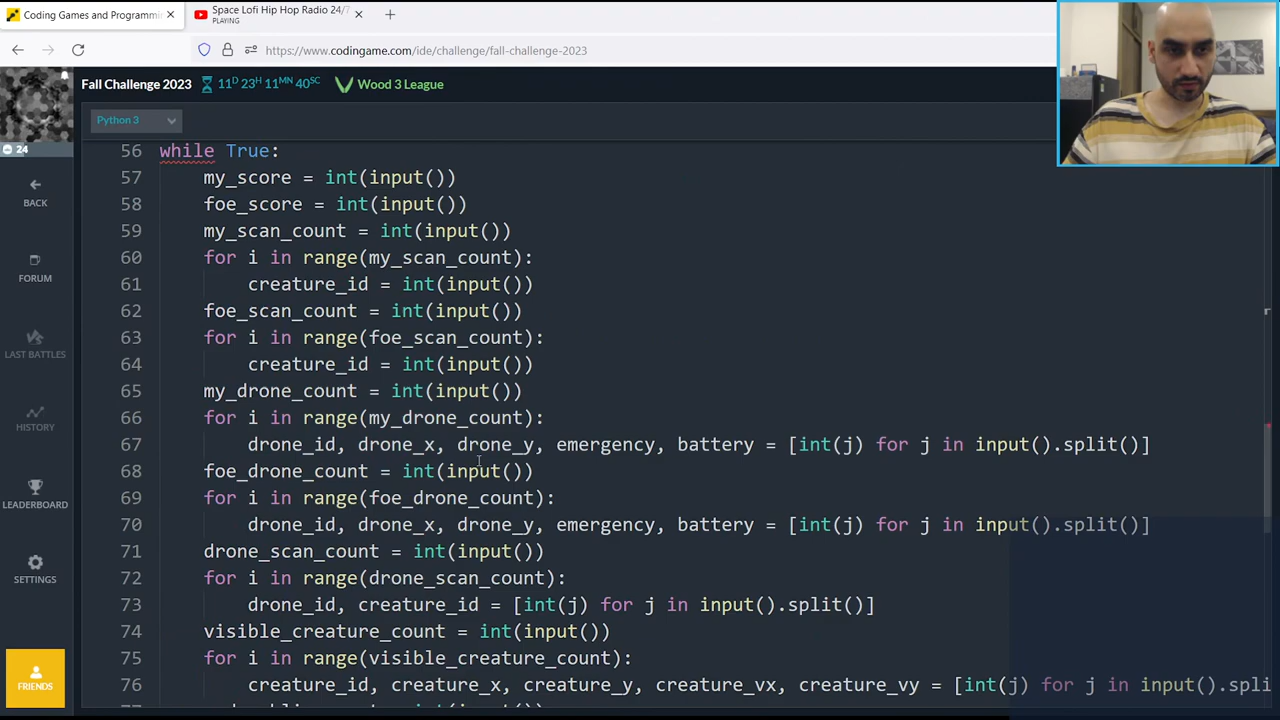 Coding Games and Programmin
Space Lofi Hip Hop Radio 24/7
PLAYING
https://www.codingame.com/ide/challenge/fall-challenge-2023
Fall Challenge 2023 11D 23H 11MN 40SC Wood 3 League
Python 3
24
BACK
FORUM
LAST BATTLES
HISTORY
LEADERBOARD
SETTINGS
FRIENDS
56 while True:
57 my_score = int(input())
58 foe_score = int(input())
59 my_scan_count = int(input())
60 for i in range(my_scan_count):
61 creature_id = int(input())
62 foe_scan_count = int(input())
63 for i in range(foe_scan_count):
64 creature_id = int(input())
65 my_drone_count = int(input())
66 for i in range(my_drone_count):
67 drone_id, drone_x, drone_y, emergency, battery = [int(j) for j in input().split()]
68 foe_drone_count = int(input())
69 for i in range(foe_drone_count):
70 drone_id, drone_x, drone_y, emergency, battery = [int(j) for j in input().split()]
71 drone_scan_count = int(input())
72 for i in range(drone_scan_count):
73 drone_id, creature_id = [int(j) for j in input().split()]
74 visible_creature_count = int(input())
75 for i in range(visible_creature_count):
76 creature_id, creature_x, creature_y, creature_vx, creature_vy = [int(j) for j in input().spli